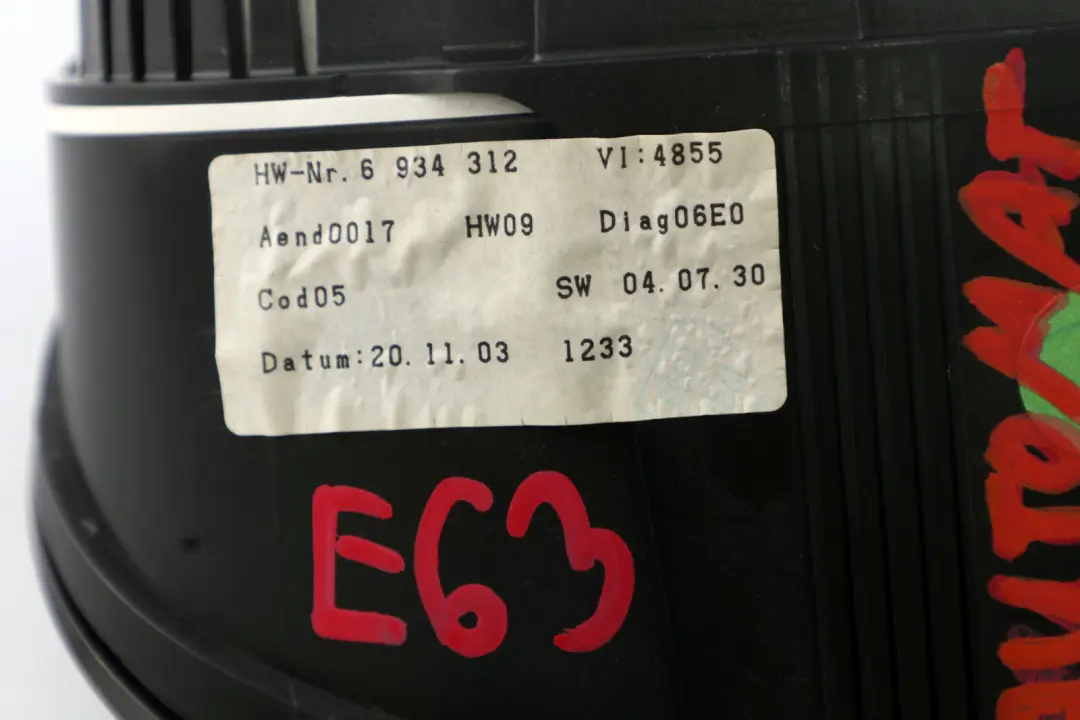 HW-Nr. 6 934 312 VI:4855
Aend0017 HW09 Diag06E0
Cod05 SW 04.07.30
Datum:20.11.03 1233
E63